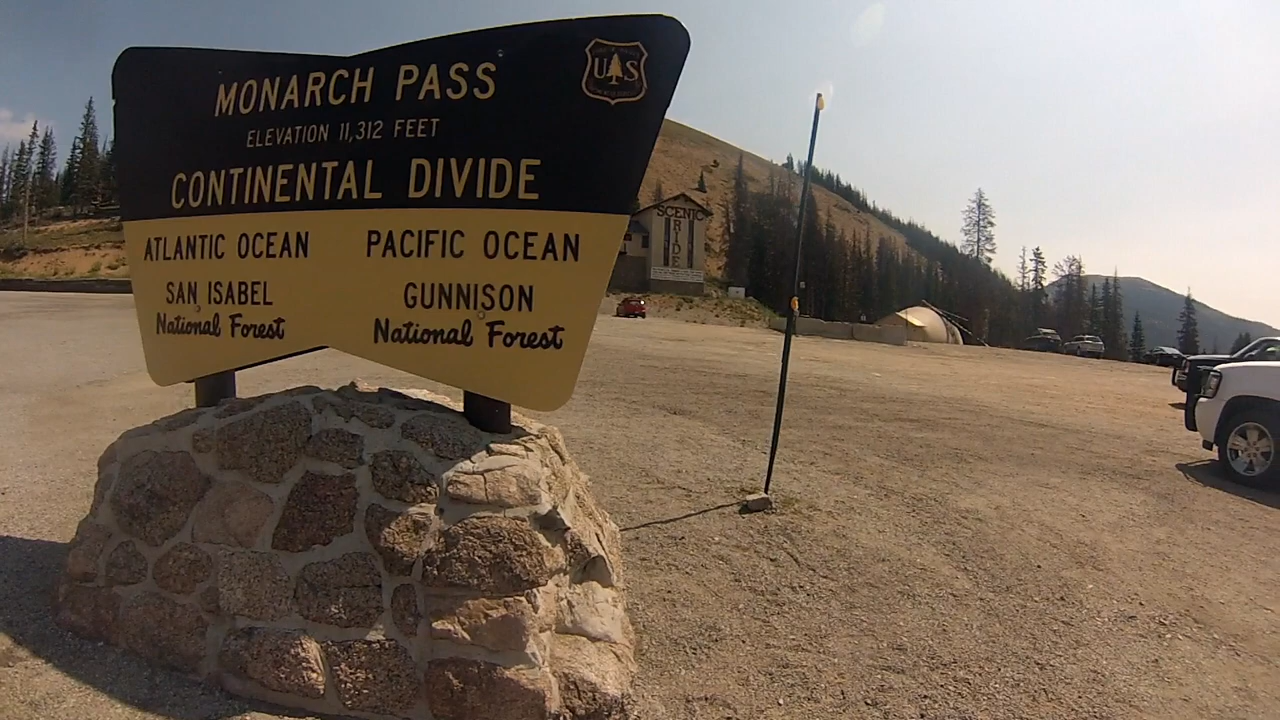 MONARCH PASS
ELEVATION 11,312 FEET
CONTINENTAL DIVIDE
ATLANTIC OCEAN
SAN ISABEL
National Forest
PACIFIC OCEAN
GUNNISON
National Forest
US
SCENIC
RIDE